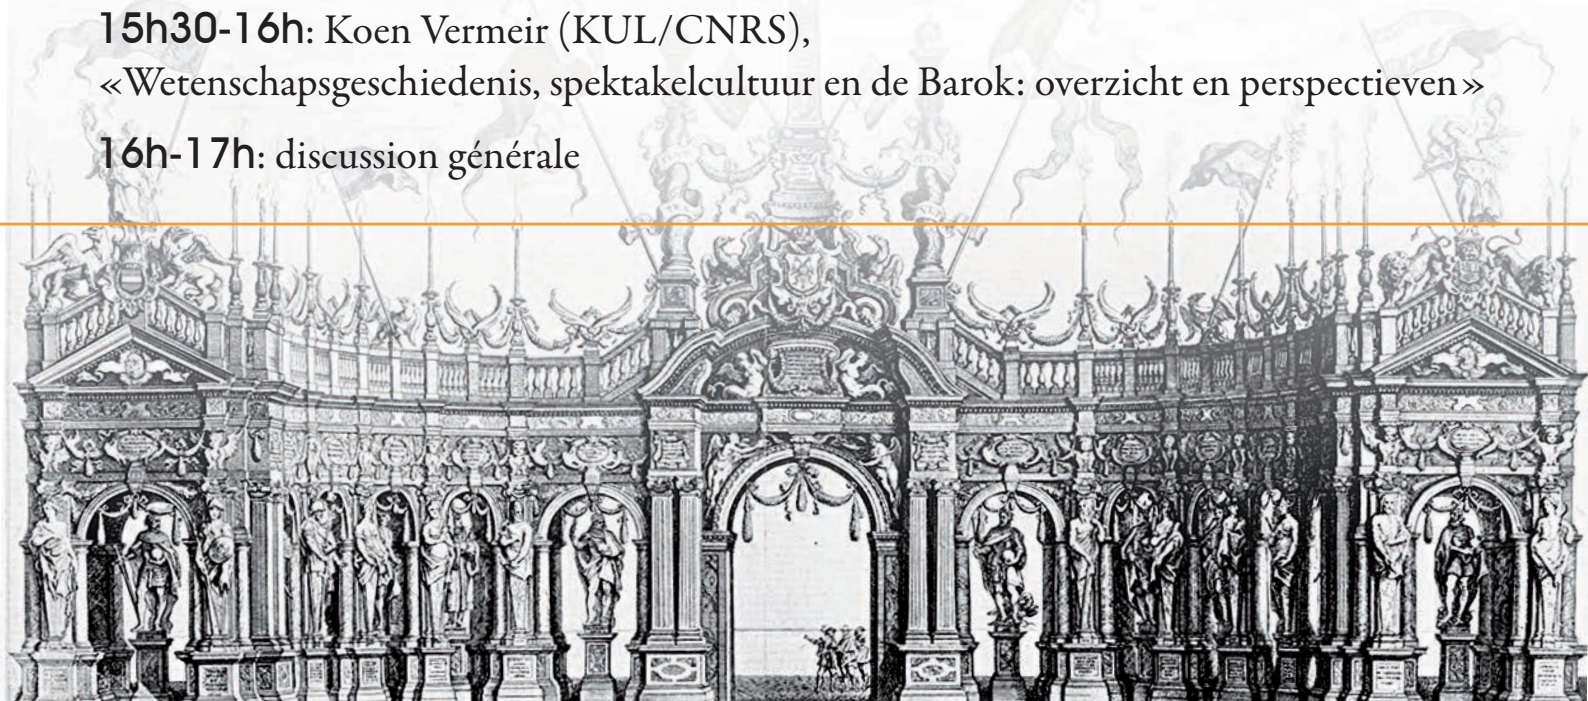 15h30-16h: Koen Vermeir (KUL/CNRS),
«Wetenschapsgeschiedenis, spektakelcultuur en de Barok: overzicht en perspectieven»
16h-17h: discussion générale